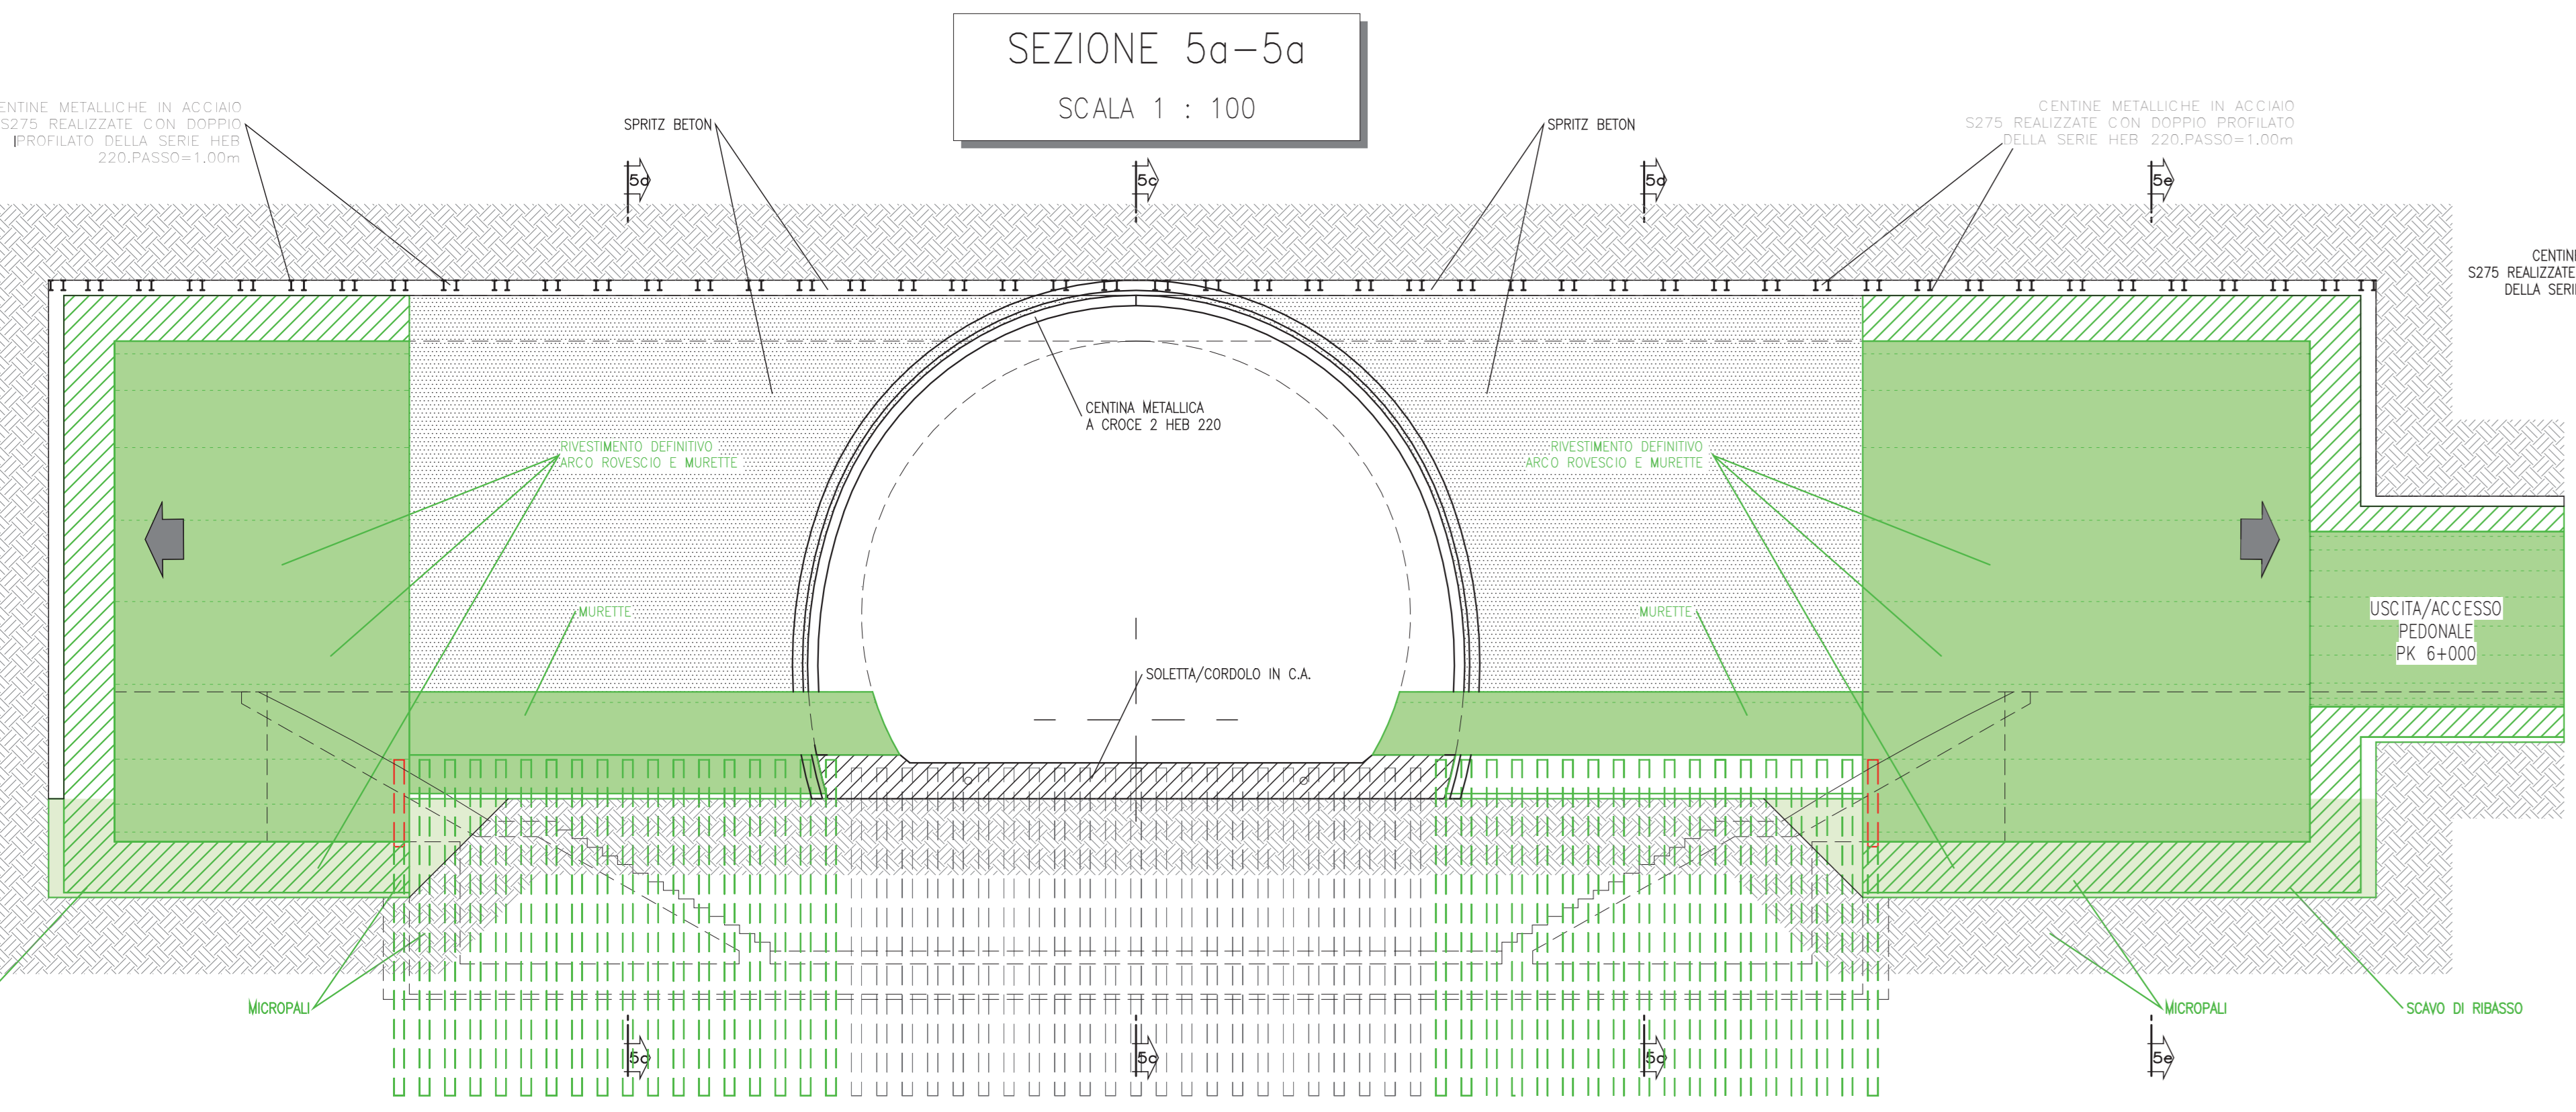 SEZIONE 5a-5a
SCALA 1 : 100
ENTINE METALLICHE IN ACCIAIO
S275 REALIZZATE CON DOPPIO
PROFILATO DELLA SERIE HEB
220,PASSO=1.00m
SPRITZ BETON
SPRITZ BETON
CENTINE METALLICHE IN ACCIAIO
S275 REALIZZATE CON DOPPIO PROFILATO
DELLA SERIE HEB 220,PASSO=1.00m
5d
5c
5d
5e
CENTIN
S275 REALIZZATE
DELLA SERI
CENTINA METALLICA
A CROCE 2 HEB 220
RIVESTIMENTO DEFINITIVO
ARCO ROVESCIO E MURETTE
RIVESTIMENTO DEFINITIVO
ARCO ROVESCIO E MURETTE
MURETTE
MURETTE
USCITA/ACCESSO
PEDONALE
PK 6+000
SOLETTA/CORDOLO IN C.A.
MICROPALI
MICROPALI
SCAVO DI RIBASSO
5d
5c
5d
5e